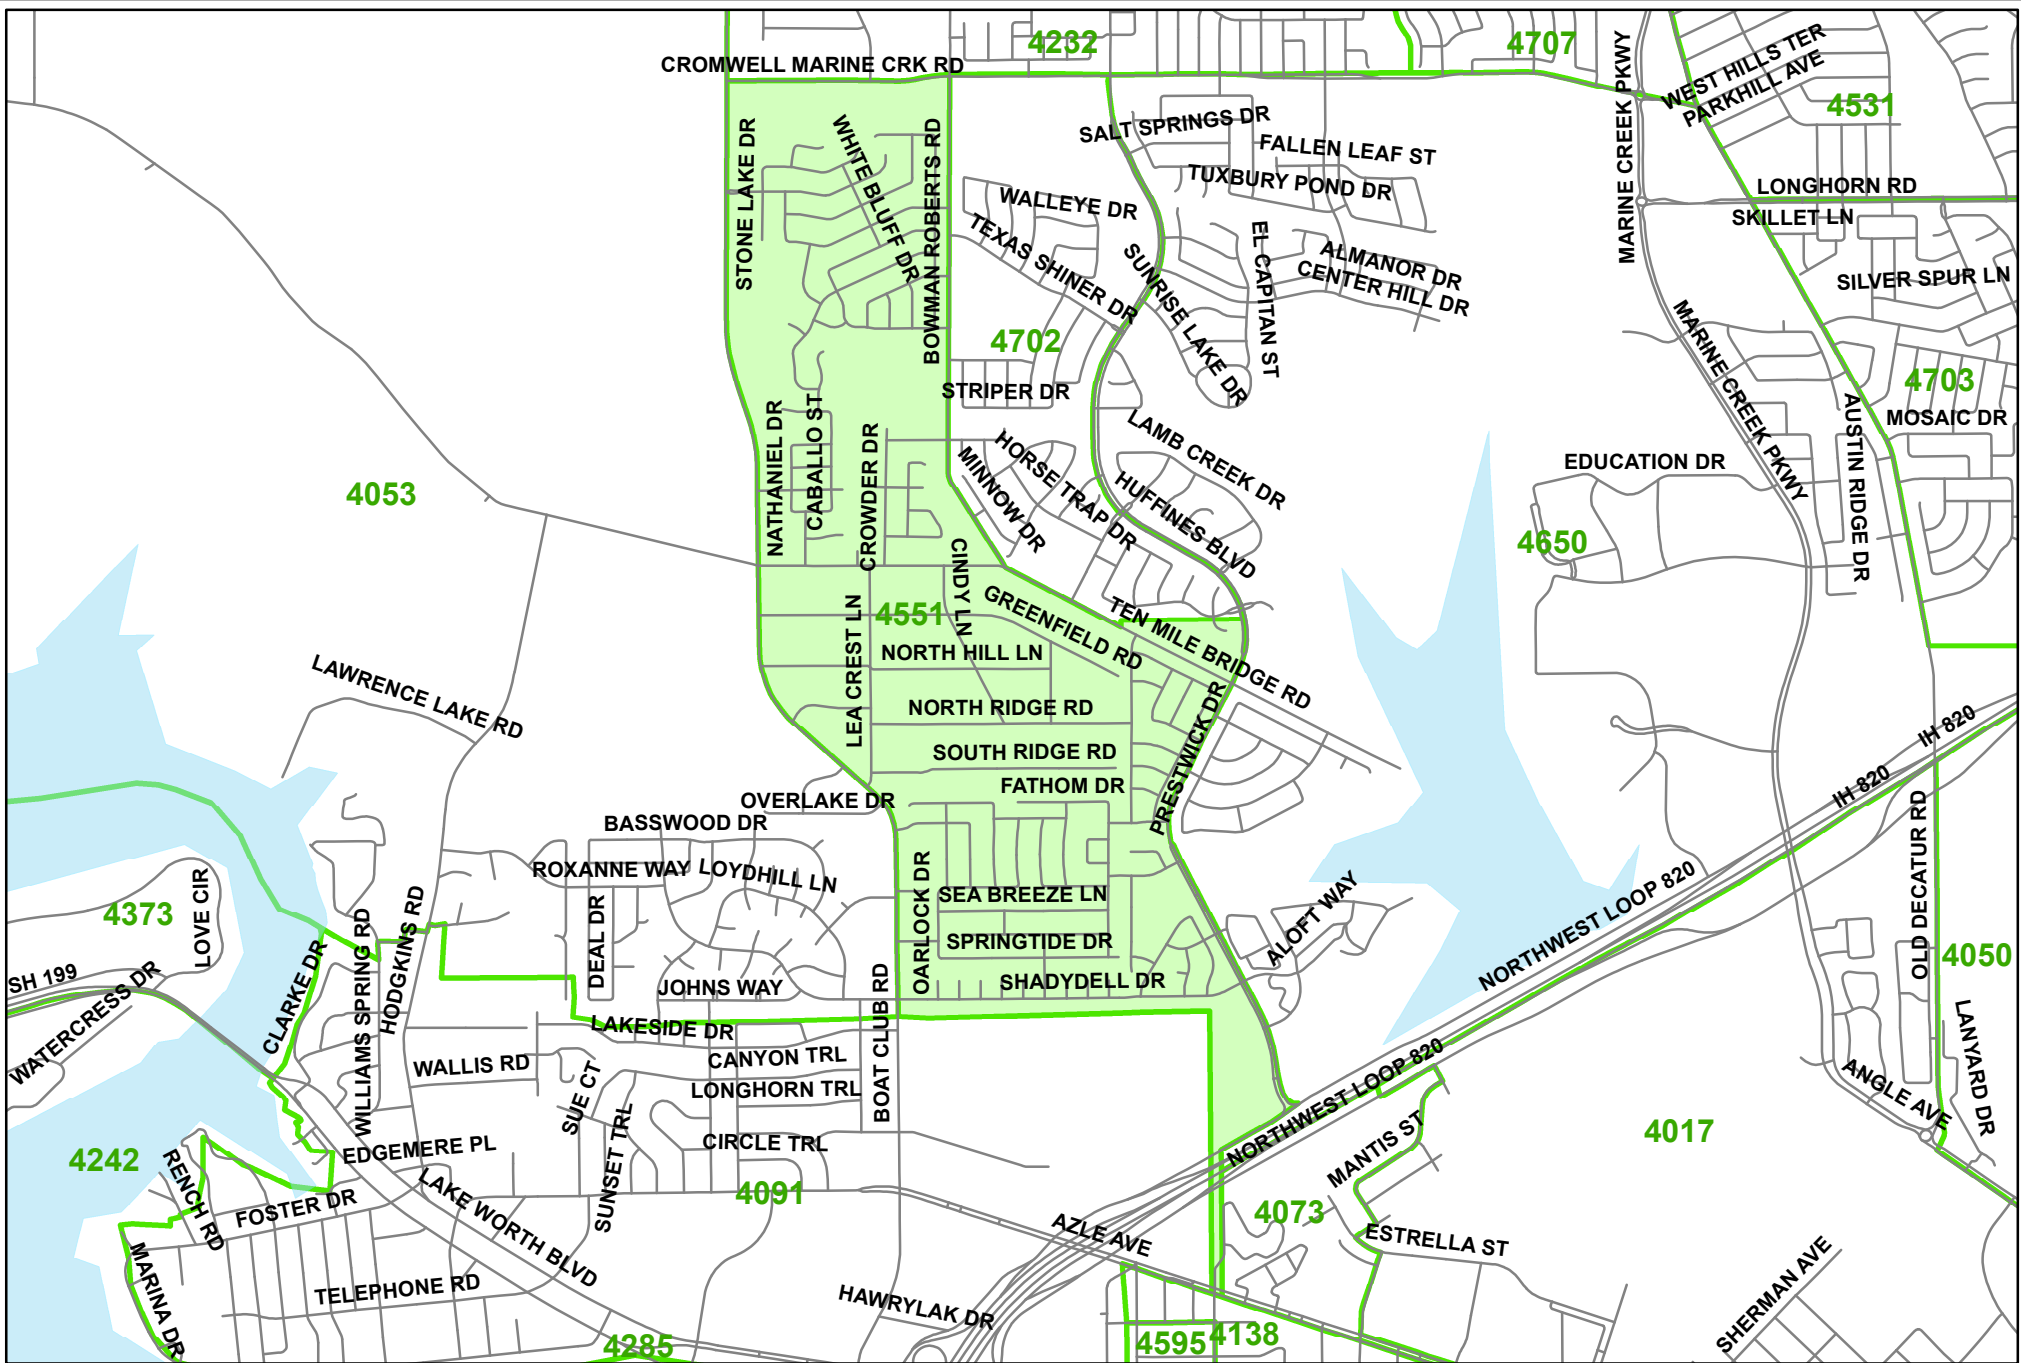 4232
4707
CROMWELL MARINE CRK RD
MARINE CREEK PKWY
WEST HILLS TER
PARKHILL AVE
4531
STONE LAKE DR
WHITE BLUFF DR
BOWMAN ROBERTS RD
SALT SPRINGS DR
FALLEN LEAF ST
TUXBURY POND DR
LONGHORN RD
SKILLET LN
WALLEYE DR
TEXAS SHINER DR
SUNRISE LAKE DR
EL CAPITAN ST
ALMANOR DR
CENTER HILL DR
SILVER SPUR LN
4702
MARINE CREEK PKWY
STRIPER DR
4703
MOSAIC DR
NATHANIEL DR
CABALLO ST
CROWDER DR
HORSE TRAP DR
MINNOW DR
LAMB CREEK DR
HUFFINES BLVD
AUSTIN RIDGE DR
EDUCATION DR
4053
4650
CINDY LN
4551
GREENFIELD RD
TEN MILE BRIDGE RD
LEA CREST LN
NORTH HILL LN
LAWRENCE LAKE RD
NORTH RIDGE RD
PRESTWICK DR
SOUTH RIDGE RD
FATHOM DR
IH 820
IH 820
OVERLAKE DR
BASSWOOD DR
ROXANNE WAY
LOYDHILL LN
OARLOCK DR
SEA BREEZE LN
OLD DECATUR RD
4373
LOVE CIR
WILLIAMS SPRING RD
HODGKINS RD
DEAL DR
ALOFT WAY
NORTHWEST LOOP 820
SPRINGTIDE DR
4050
SH 199
WATERCRESS DR
CLARKE DR
JOHNS WAY
SHADYDELL DR
BOAT CLUB RD
LAKESIDE DR
CANYON TRL
WALLIS RD
SUE CT
LONGHORN TRL
NORTHWEST LOOP 820
LANYARD DR
ANGLE AVE
SUNSET TRL
CIRCLE TRL
4017
4242
RENCH RD
EDGEMERE PL
MANTIS ST
4091
FOSTER DR
LAKE WORTH BLVD
4073
AZLE AVE
ESTRELLA ST
MARINA DR
TELEPHONE RD
HAWRYLAK DR
SHERMAN AVE
4285
4595
4138